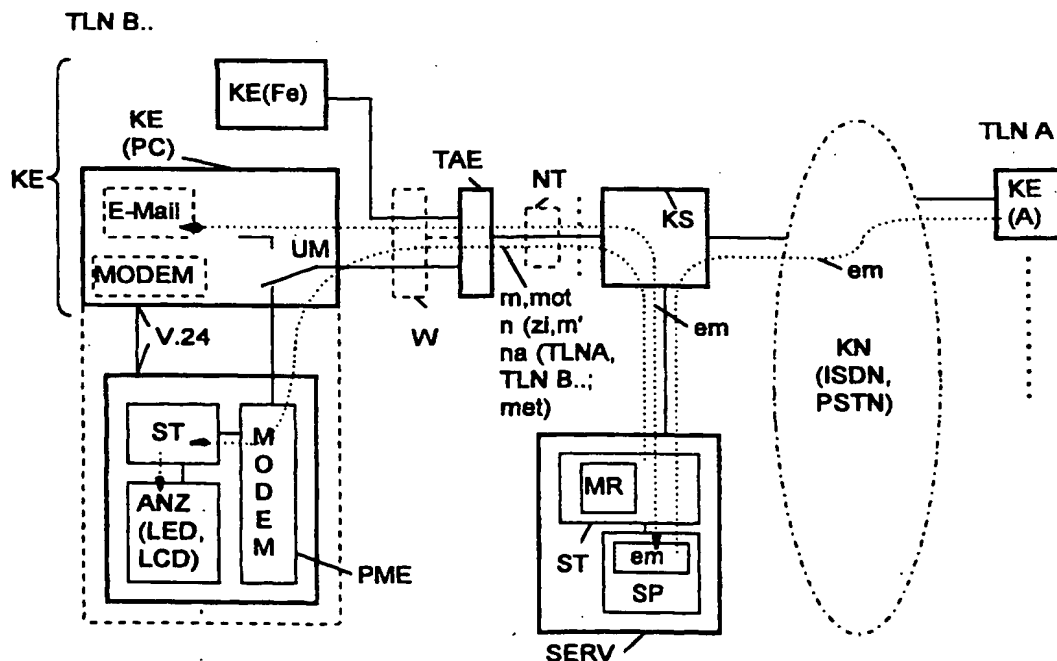 TLN B..
KE(Fe)
KE
(PC)
KE
E-Mail
MODEM
UM
V.24
TAE
NT
W
KS
TLN A
KE
(A)
em
em
m,mot
n (zi,m'
na (TLNA,
TLN B..;
met)
KN
(ISDN,
PSTN)
ST
ANZ
(LED,
LCD)
M
O
D
E
M
PME
MR
ST
em
SP
SERV